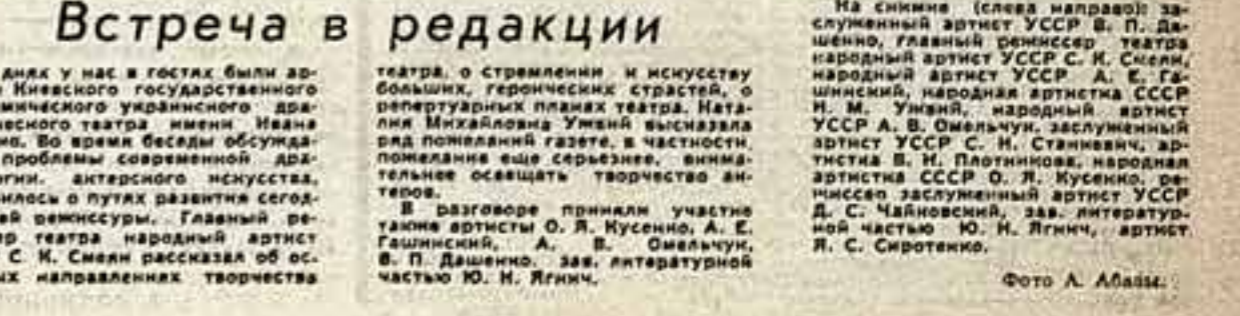 Встреча в редакции
днях у нас в гостях были ар-
Киевского государственного
мического украинского дра-
ческого театра имени Ивана
но. Во время беседы обсужда-
проблемы современной дра-
ргии, актерского искусства,
рилось о путях развития сегод-
ей режиссуры. Главный ре-
ер театра народный артист
С. К. Смеян рассказал об ос-
ых направлениях творчества
театра, о стремлении к искусству
больших, героических страстей, о
репертуарных планах театра. Ната-
лия Михайловна Ужвий высказала
ряд пожеланий газете, в частности,
пожелание еще серьезнее, внима-
тельнее освещать творчество ак-
теров.
В разговоре приняли участие
также артисты О. Я. Кусенко, А. Е.
Гашинский, А. В. Омельчук,
В. П. Дашенко, зав. литературной
частью Ю. Н. Ягнич.
На снимке (слева направо): за-
служенный артист УССР В. П. Да-
шенко, главный режиссер театра
народный артист УССР С. К. Смеян,
народный артист УССР А. Е. Га-
шинский, народная артистка СССР
Н. М. Ужвий, народный артист
УССР А. В. Омельчук, заслуженный
артист УССР С. Н. Станкевич, ар-
тистка В. Н. Плотникова, народная
артистка СССР О. Я. Кусенко, ре-
жиссер заслуженный артист УССР
Д. С. Чайковский, зав. литератур-
ной частью Ю. Н. Ягнич, артист
Я. С. Сиротенко.
Фото А.